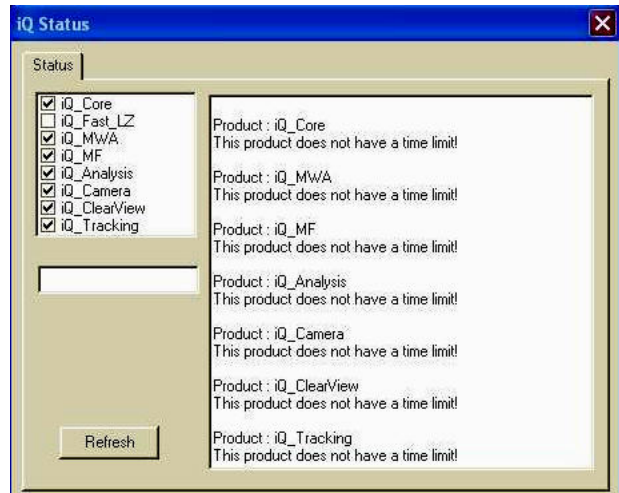 iQ Status
Status
iQ_Core
iQ_Fast_LZ
iQ_MWA
iQ_MF
iQ_Analysis
iQ_Camera
iQ_ClearView
iQ_Tracking
Refresh
Product : iQ_Core
This product does not have a time limit!
Product : iQ_MWA
This product does not have a time limit!
Product : iQ_MF
This product does not have a time limit!
Product : iQ_Analysis
This product does not have a time limit!
Product : iQ_Camera
This product does not have a time limit!
Product : iQ_ClearView
This product does not have a time limit!
Product : iQ_Tracking
This product does not have a time limit!